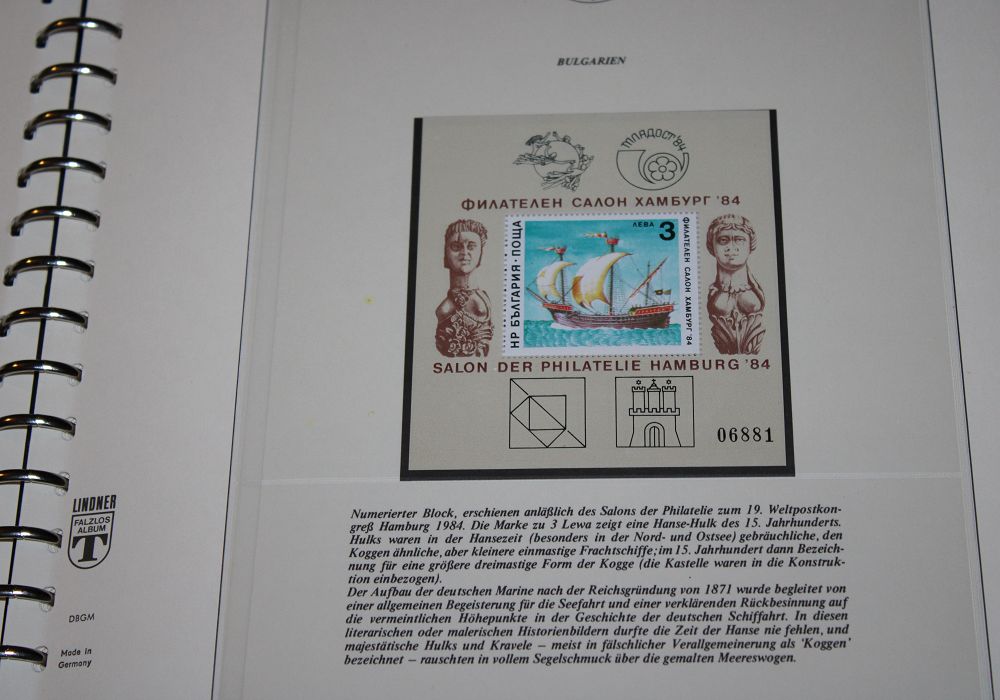 BULGARIEN
МЛАДОСТ'84
ФИЛАТЕЛЕН САЛОН ХАМБУРГ '84
ЛЕВА 3
НР БЪЛГАРИЯ·ПОЩА
ФИЛАТЕЛЕН САЛОН ХАМБУРГ '84
SALON DER PHILATELIE HAMBURG '84
06881
Numerierter Block, erschienen anläßlich des Salons der Philatelie zum 19. Weltpostkon-
greß Hamburg 1984. Die Marke zu 3 Lewa zeigt eine Hanse-Hulk des 15. Jahrhunderts.
Hulks waren in der Hansezeit (besonders in der Nord- und Ostsee) gebräuchliche, den
Koggen ähnliche, aber kleinere einmastige Frachtschiffe; im 15. Jahrhundert dann Bezeich-
nung für eine größere dreimastige Form der Kogge (die Kastelle waren in die Konstruk-
tion einbezogen).
Der Aufbau der deutschen Marine nach der Reichsgründung von 1871 wurde begleitet von
einer allgemeinen Begeisterung für die Seefahrt und einer verklärenden Rückbesinnung auf
die vermeintlichen Höhepunkte in der Geschichte der deutschen Schiffahrt. In diesen
literarischen oder malerischen Historienbildern durfte die Zeit der Hanse nie fehlen, und
majestätische Hulks und Kravele – meist in fälschlicher Verallgemeinerung als 'Koggen'
bezeichnet – rauschten in vollem Segelschmuck über die gemalten Meereswogen.
LINDNER
FALZLOS
ALBUM
T
DBGM
Made in
Germany